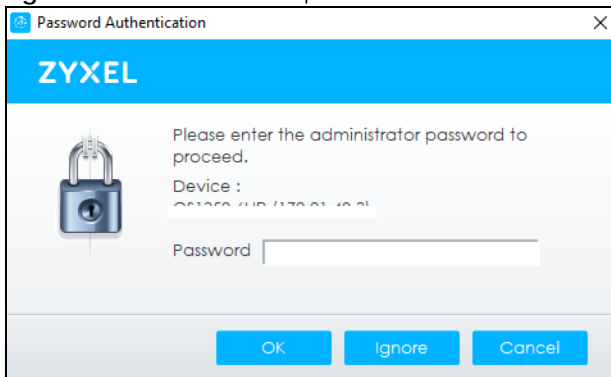 Password Authentication
ZYXEL
Please enter the administrator password to
proceed.
Device :
Password
OK
Ignore
Cancel